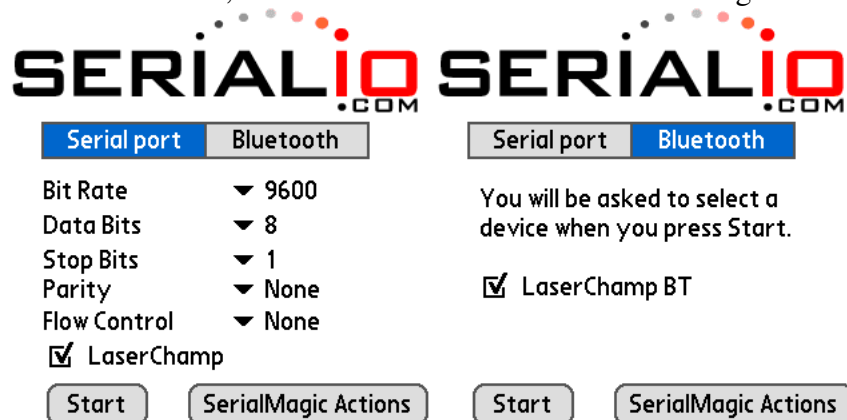 SERIALIO
.COM
Serial port Bluetooth
Bit Rate 9600
Data Bits 8
Stop Bits 1
Parity None
Flow Control None
LaserChamp
Start SerialMagic Actions
SERIALIO
.COM
Serial port Bluetooth
You will be asked to select a
device when you press Start.
LaserChamp BT
Start SerialMagic Actions